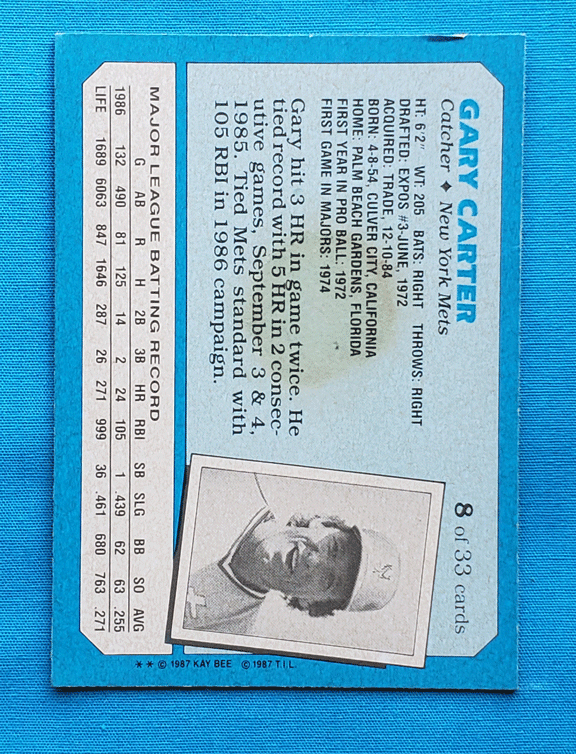 GARY CARTER
8 of 33 cards
Catcher ♦ New York Mets
HT: 6'2" WT: 205 BATS: RIGHT THROWS: RIGHT
DRAFTED: EXPOS #3-JUNE, 1972
ACQUIRED: TRADE, 12-10-84
BORN: 4-8-54, CULVER CITY, CALIFORNIA
HOME: PALM BEACH GARDENS, FLORIDA
FIRST YEAR IN PRO BALL: 1972
FIRST GAME IN MAJORS: 1974
Gary hit 3 HR in game twice. He
tied record with 5 HR in 2 consec-
utive games, September 3 & 4,
1985. Tied Mets standard with
105 RBI in 1986 campaign.
NY
MAJOR LEAGUE BATTING RECORD
G AB R H 2B 3B HR RBI SB SLG BB SO AVG
1986 132 490 81 125 14 2 24 105 1 .439 62 63 .255
LIFE 1689 6063 847 1646 287 26 271 999 36 .461 680 763 .271
** © 1987 KAY BEE © 1987 T.I.L.